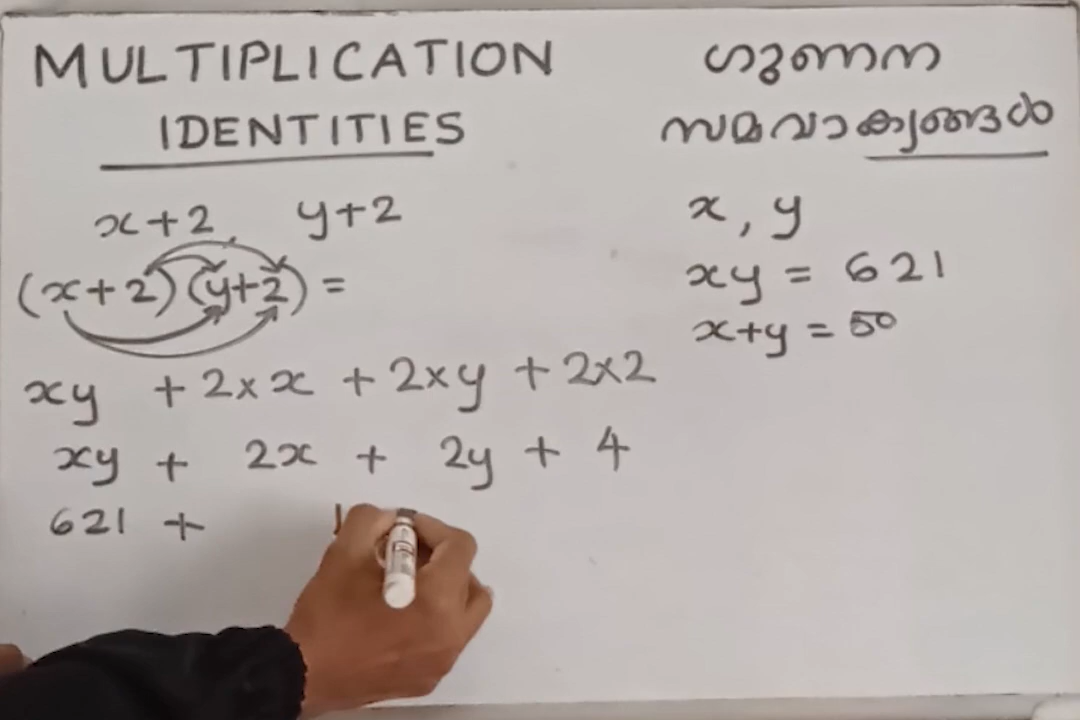 MULTIPLICATION
IDENTITIES
ഗുണന
സമവാക്യങ്ങൾ
x+2, y+2
(x+2)(y+2) =
xy + 2×x + 2×y + 2×2
xy + 2x + 2y + 4
621 + 1
x, y
xy = 621
x+y = 50